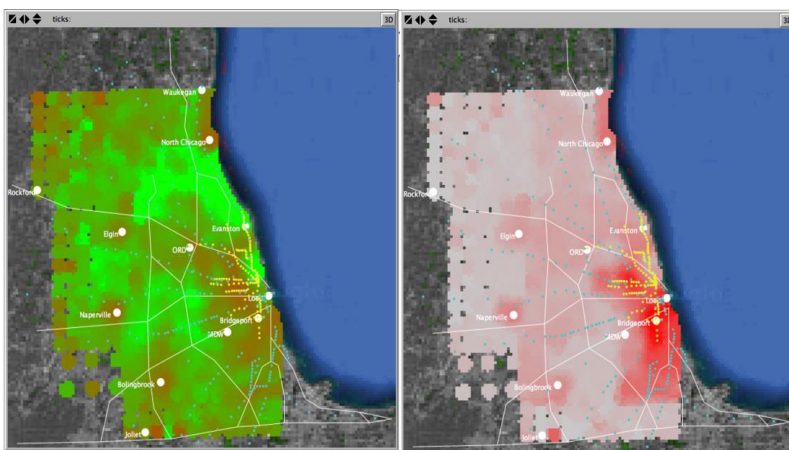 ticks:
3D
Waukegan
North Chicago
Rockford
Evanston
Elgin
ORD
Loop
Naperville
Bridgeport
MDW
Bolingbrook
Joliet
ticks:
3D
Waukegan
North Chicago
Rockford
Evanston
Elgin
ORD
Loop
Naperville
Bridgeport
MDW
Bolingbrook
Joliet